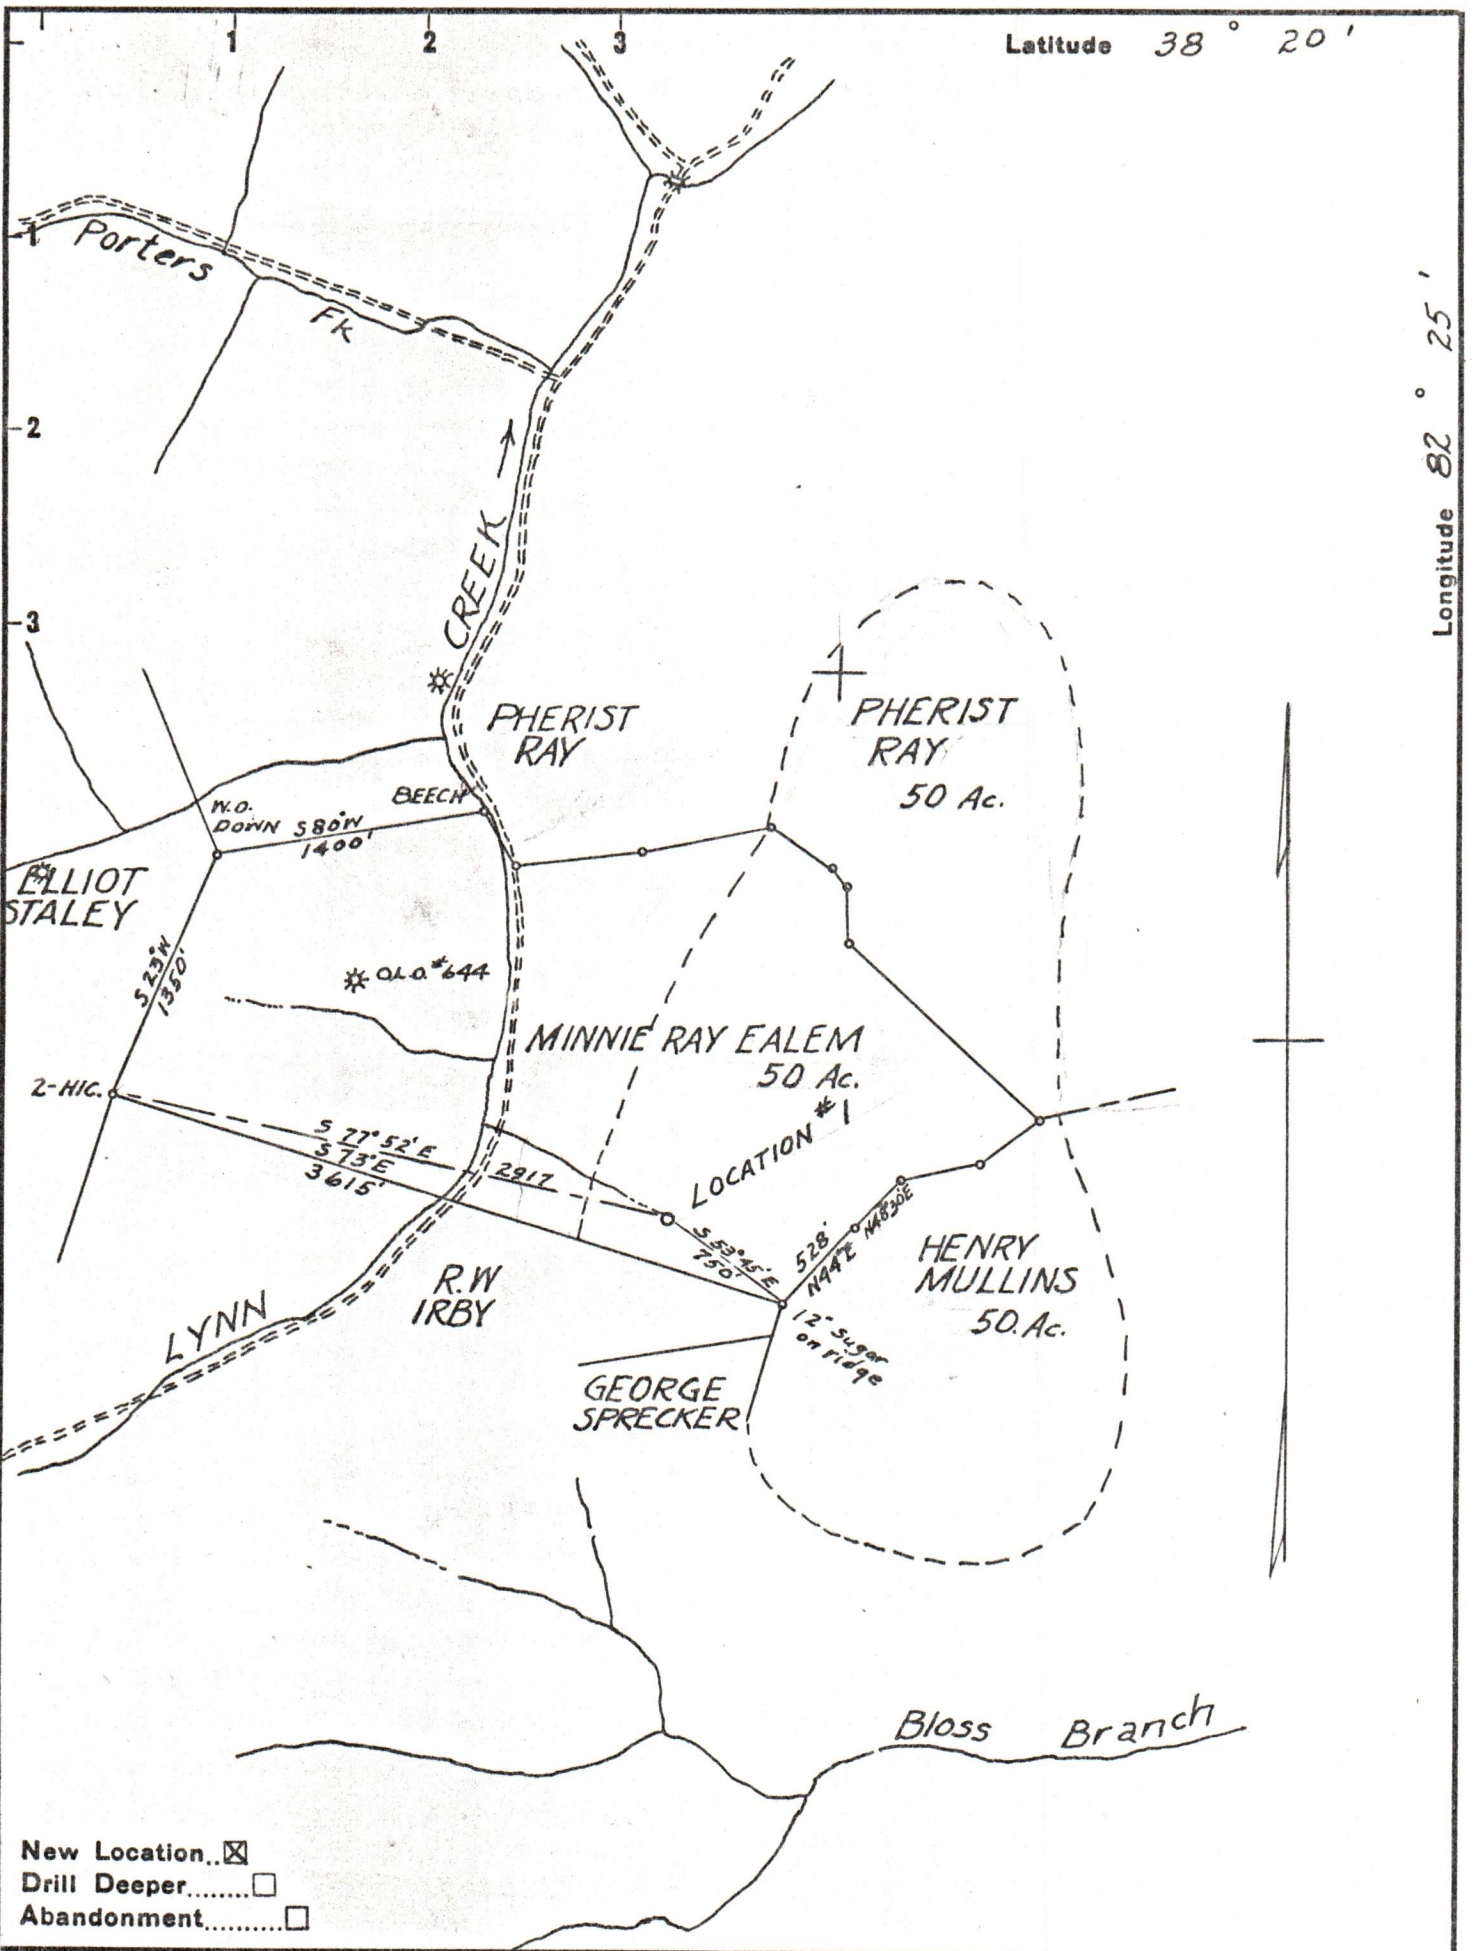 1
2
3
Latitude 38° 20'
Longitude 82° 25'
1
Porters
Fk
2
CREEK
3
PHERIST
RAY
PHERIST
RAY
50 Ac.
BEECH
W.O.
DOWN
S80°W
1400'
ELLIOT
STALEY
S23°W
1350'
#644
MINNIE RAY EALEM
50 Ac.
2-HIC.
S 77° 52' E
S 73° E
3615'
2917
LOCATION #1
S 53° 45' E
750'
528'
N44°E
N48°30'E
HENRY
MULLINS
50. Ac.
12" Sugar
on ridge
R.W
IRBY
LYNN
GEORGE
SPRECKER
Bloss Branch
New Location..☒
Drill Deeper........☐
Abandonment..........☐